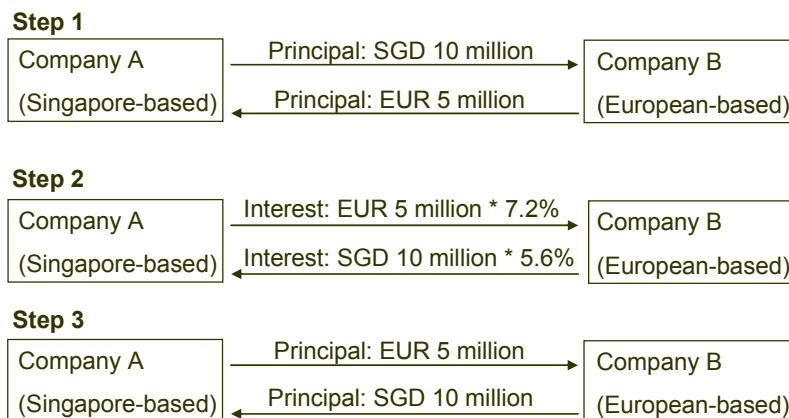 Step 1
Company A
(Singapore-based)
Principal: SGD 10 million
Principal: EUR 5 million
Company B
(European-based)
Step 2
Company A
(Singapore-based)
Interest: EUR 5 million * 7.2%
Interest: SGD 10 million * 5.6%
Company B
(European-based)
Step 3
Company A
(Singapore-based)
Principal: EUR 5 million
Principal: SGD 10 million
Company B
(European-based)